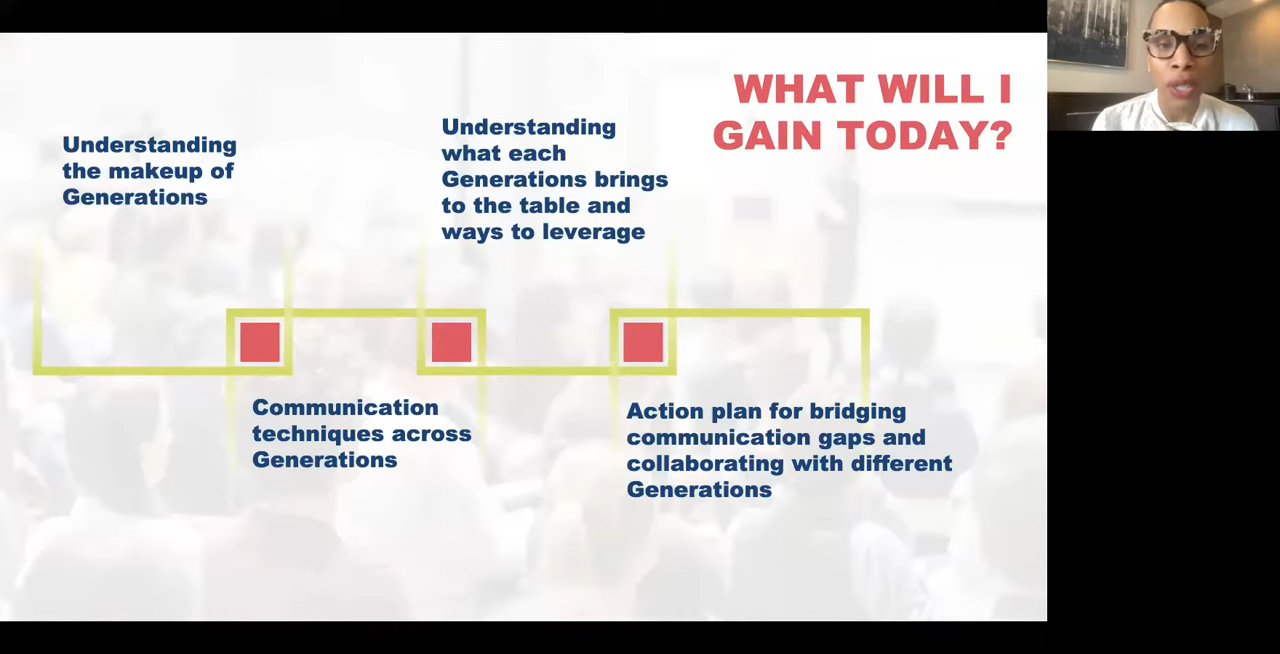 WHAT WILL I
GAIN TODAY?
Understanding
the makeup of
Generations
Communication
techniques across
Generations
Understanding
what each
Generations brings
to the table and
ways to leverage
Action plan for bridging
communication gaps and
collaborating with different
Generations